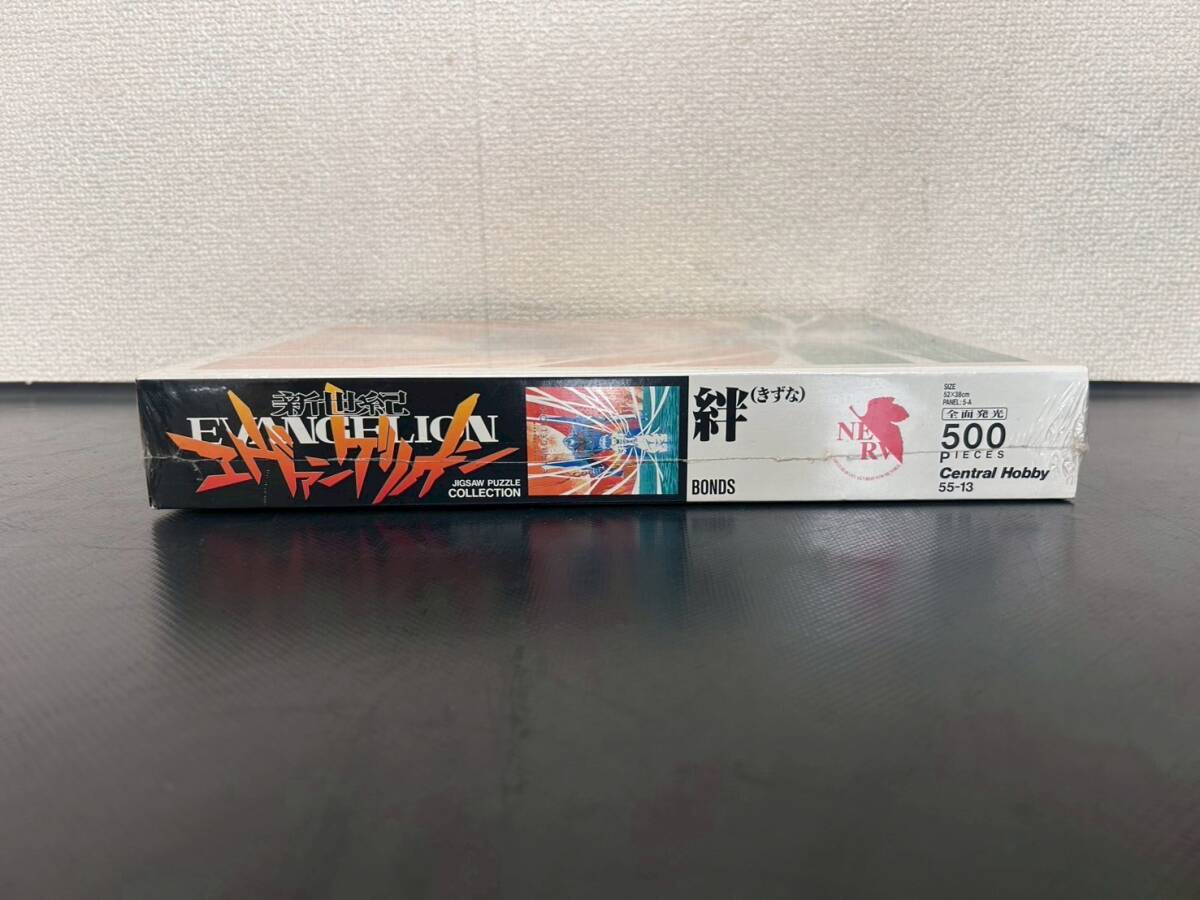 新世紀
EVANGELION
エヴァンゲリオン
JIGSAW PUZZLE
COLLECTION
絆(きずな)
BONDS
NERV
SIZE
52×38cm
PANEL:5-A
全面発光
500
PIECES
Central Hobby
55-13